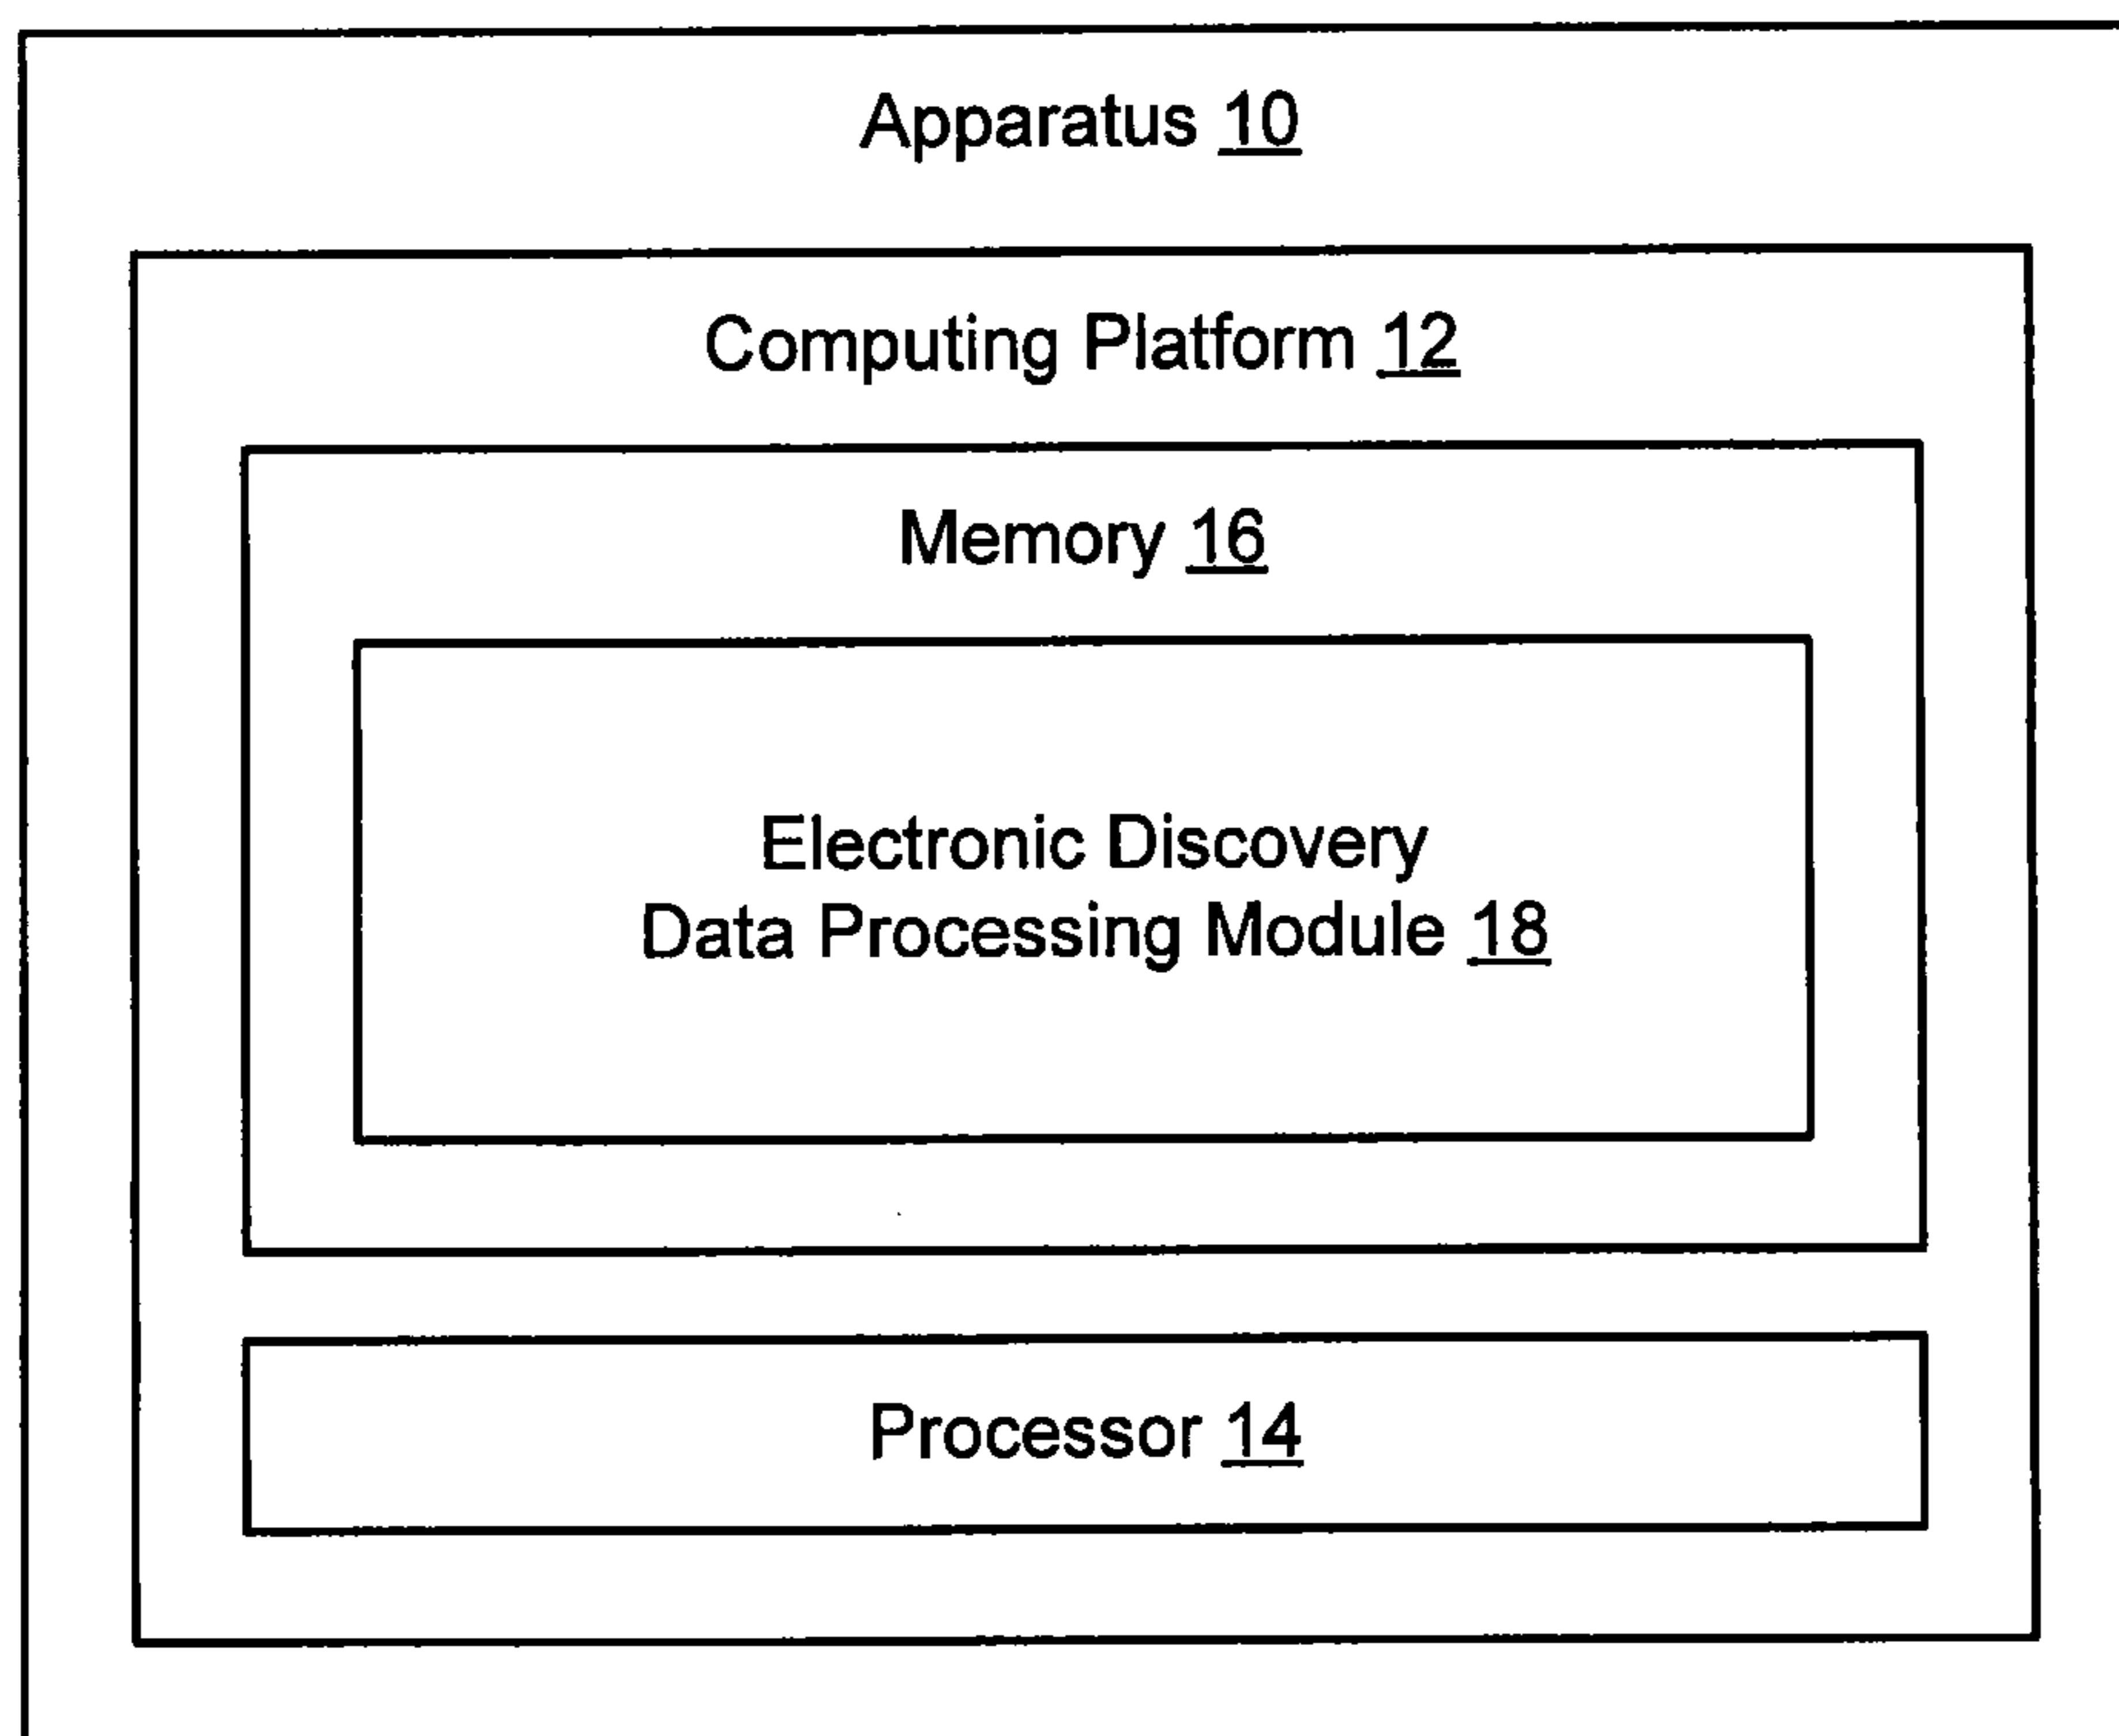 Apparatus 10
Computing Platform 12
Memory 16
Electronic Discovery
Data Processing Module 18
Processor 14